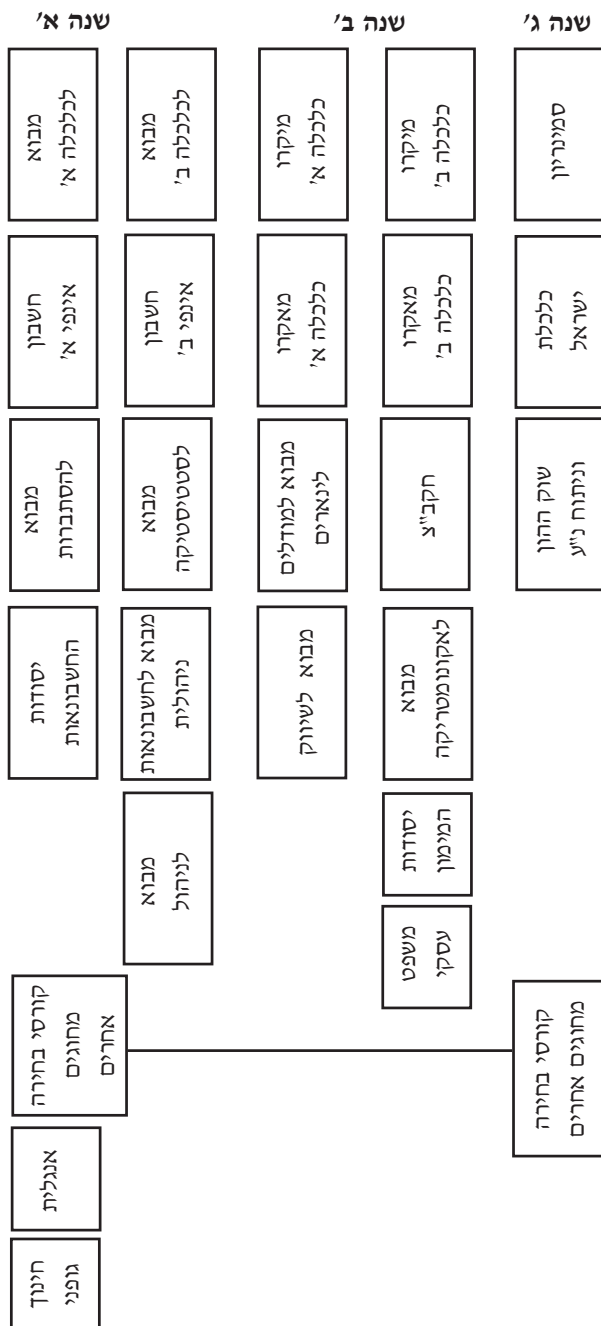 שנה א'
מבוא
לכלכלה א'
חשבון
אינפי א'
מבוא
להסתברות
יסודות
החשבונאות
קורסי בחירה
מחוגים
אחרים
אנגלית
חינוך
גופני
מבוא
לכלכלה ב'
חשבון
אינפי ב'
מבוא
לסטטיסטיקה
מבוא לחשבונאות
ניהולית
מבוא
לניהול
שנה ב'
מיקרו
כלכלה א'
מאקרו
כלכלה א'
מבוא למודלים
לינארים
מבוא לשיווק
מיקרו
כלכלה ב'
מאקרו
כלכלה ב'
חקב"צ
מבוא
לאקונומטריקה
יסודות
המימון
משפט
עסקי
שנה ג'
סמינריון
כלכלת
ישראל
שוק ההון
וניתוח ני"ע
קורסי בחירה
מחוגים אחרים